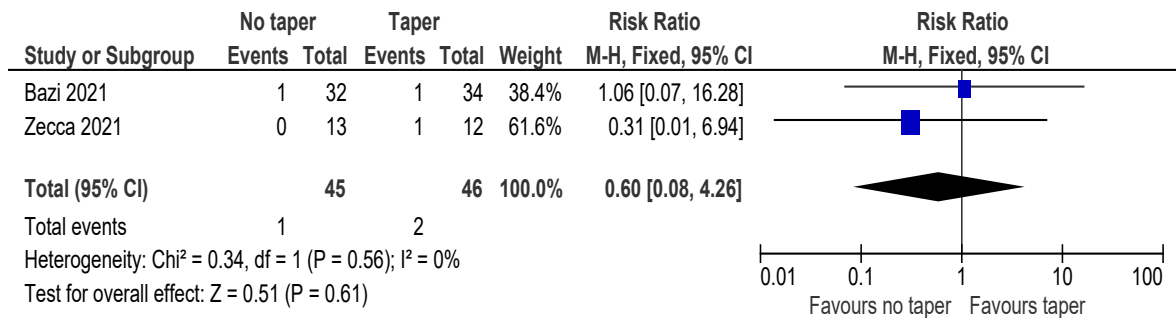 No taper Taper Risk Ratio Risk Ratio
Study or Subgroup Events Total Events Total Weight M-H, Fixed, 95% CI M-H, Fixed, 95% CI
Bazi 2021 1 32 1 34 38.4% 1.06 [0.07, 16.28]
Zecca 2021 0 13 1 12 61.6% 0.31 [0.01, 6.94]
Total (95% CI) 45 46 100.0% 0.60 [0.08, 4.26]
Total events 1 2
Heterogeneity: Chi² = 0.34, df = 1 (P = 0.56); I² = 0%
Test for overall effect: Z = 0.51 (P = 0.61)
0.01 0.1 1 10 100
Favours no taper Favours taper